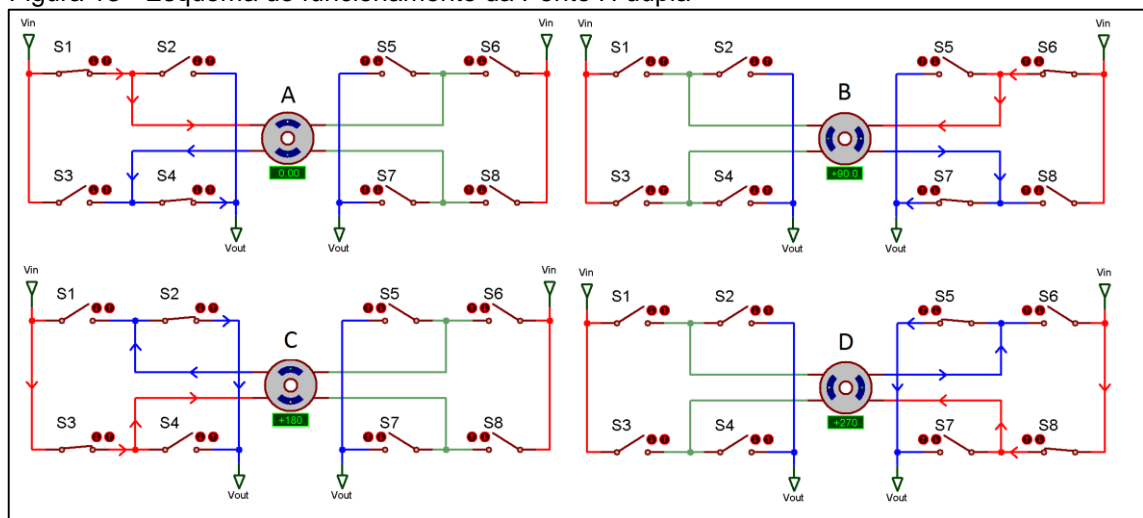 Figura - Esquema de funcionamento da Ponte H dupla
Vin Vin Vin Vin
S1 S2 S5 S6 S1 S2 S5 S6
A B
0.00 +90.0
S3 S4 S7 S8 S3 S4 S7 S8
Vout Vout Vout Vout
Vin Vin Vin Vin
S1 S2 S5 S6 S1 S2 S5 S6
C D
+180 +270
S3 S4 S7 S8 S3 S4 S7 S8
Vout Vout Vout Vout